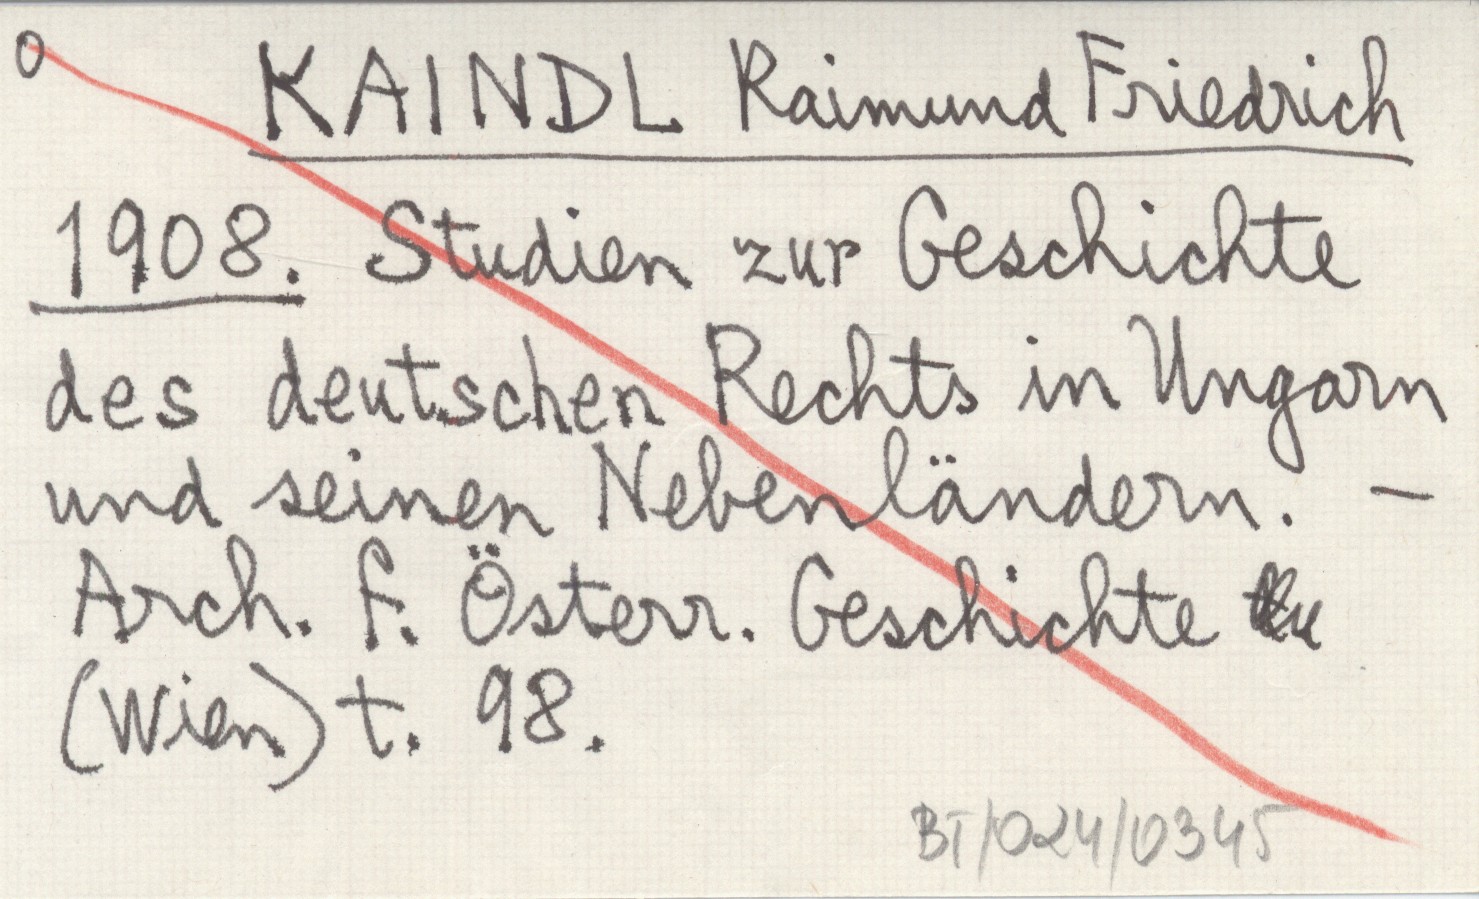 O KAINDL Raimund Friedrich
1908. Studien zur Geschichte
des deutschen Rechts in Ungarn
und seinen Nebenländern. –
Arch. f. Österr. Geschichte
(Wien) t. 98.
BT/024/0345